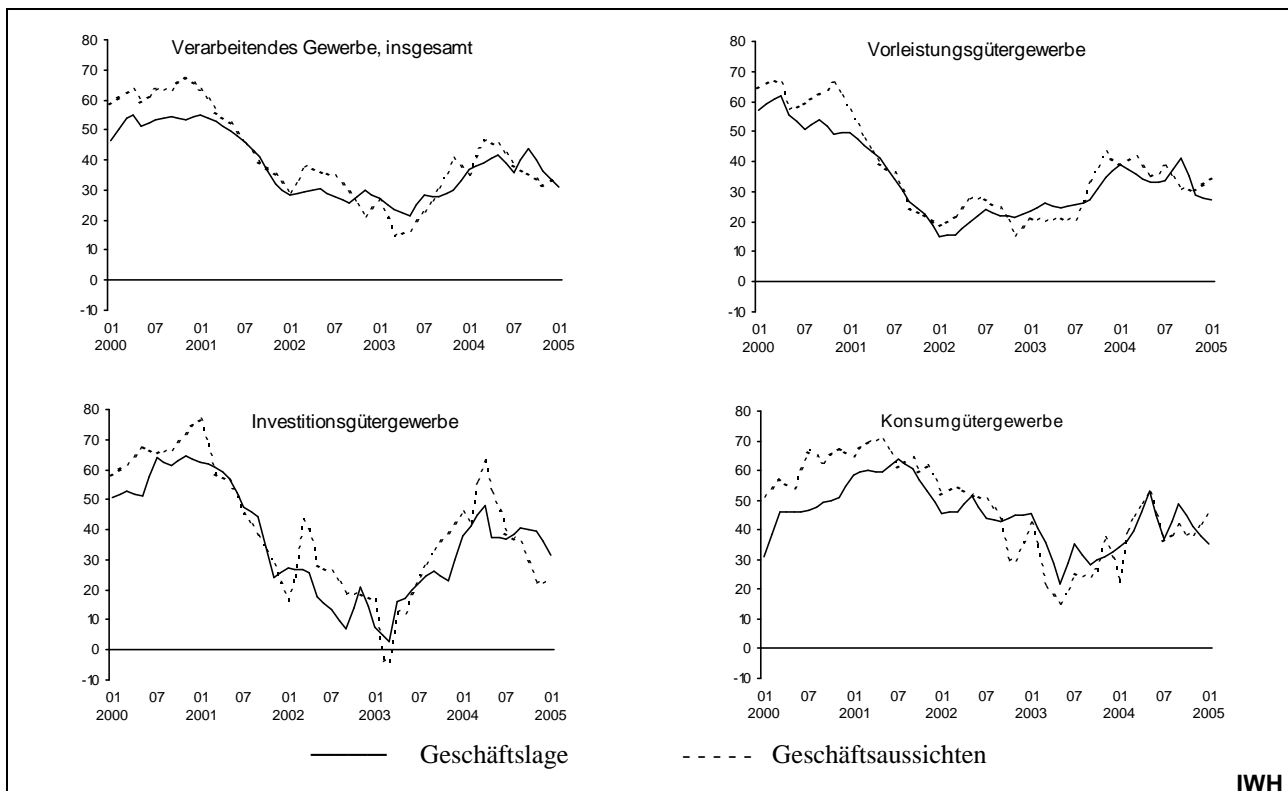 Verarbeitendes Gewerbe, insgesamt
80
70
60
50
40
30
20
10
0
-10
01 07 01 07 01 07 01 07 01 07 01
2000 2001 2002 2003 2004 2005
Vorleistungsgütergewerbe
80
70
60
50
40
30
20
10
0
-10
01 07 01 07 01 07 01 07 01 07 01
2000 2001 2002 2003 2004 2005
Investitionsgütergewerbe
80
70
60
50
40
30
20
10
0
-10
01 07 01 07 01 07 01 07 01 07 01
2000 2001 2002 2003 2004 2005
Konsumgütergewerbe
80
70
60
50
40
30
20
10
0
-10
01 07 01 07 01 07 01 07 01 07 01
2000 2001 2002 2003 2004 2005
Geschäftslage Geschäftsaussichten
IWH